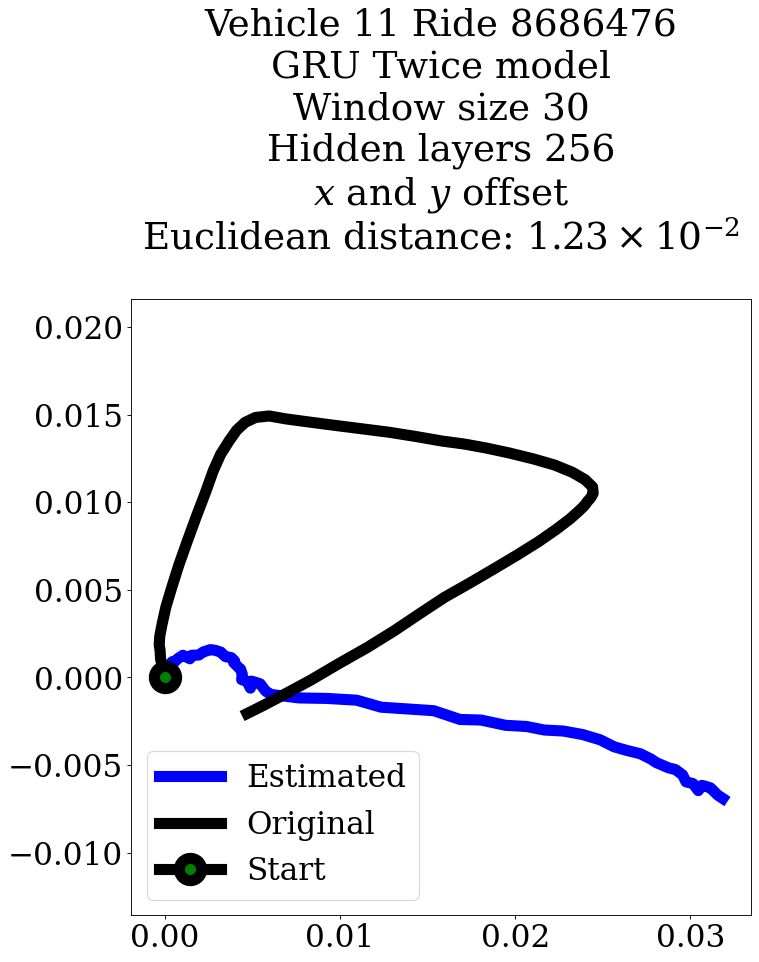 Vehicle 11 Ride 8686476
GRU Twice model
Window size 30
Hidden layers 256
x and y offset
Euclidean distance: 1.23 × 10⁻²
0.020
0.015
0.010
0.005
0.000
−0.005
−0.010
Estimated
Original
Start
0.00 0.01 0.02 0.03